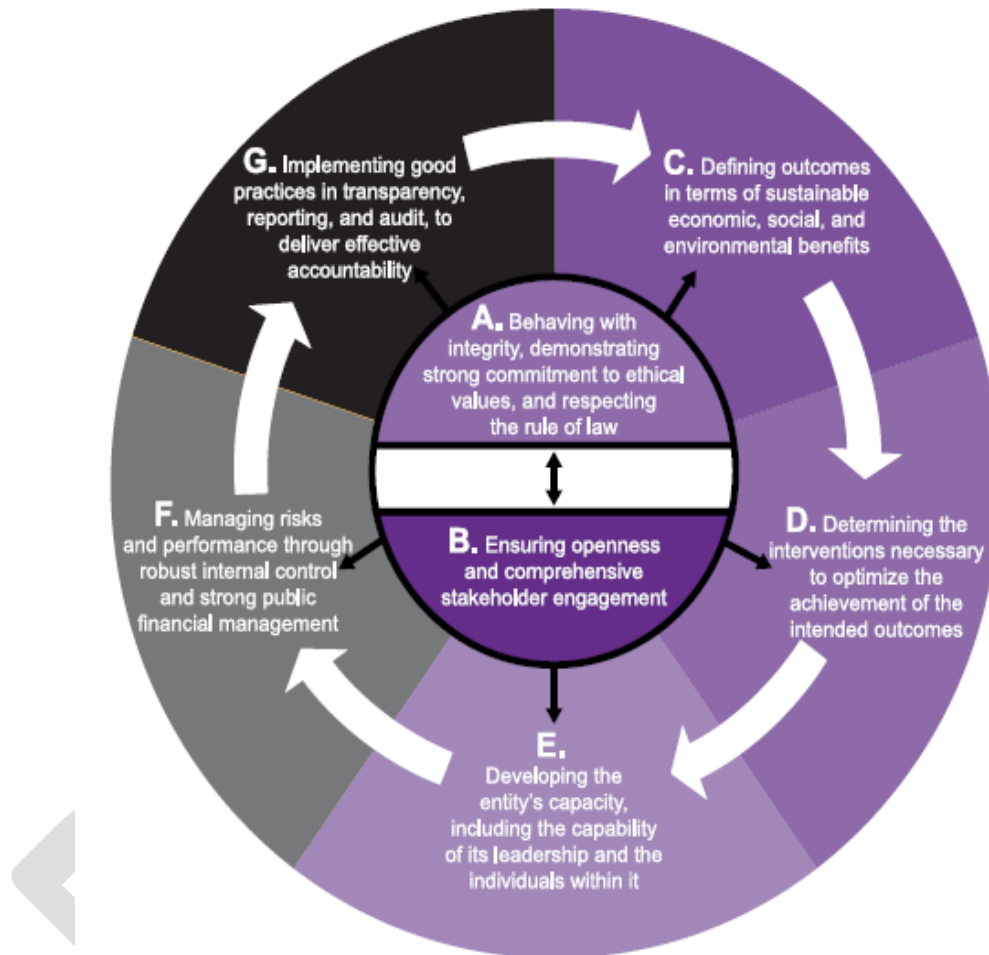 A. Behaving with
integrity, demonstrating
strong commitment to ethical
values, and respecting
the rule of law
B. Ensuring openness
and comprehensive
stakeholder engagement
C. Defining outcomes
in terms of sustainable
economic, social, and
environmental benefits
D. Determining the
interventions necessary
to optimize the
achievement of the
intended outcomes
E.
Developing the
entity's capacity,
including the capability
of its leadership and the
individuals within it
F. Managing risks
and performance through
robust internal control
and strong public
financial management
G. Implementing good
practices in transparency,
reporting, and audit, to
deliver effective
accountability